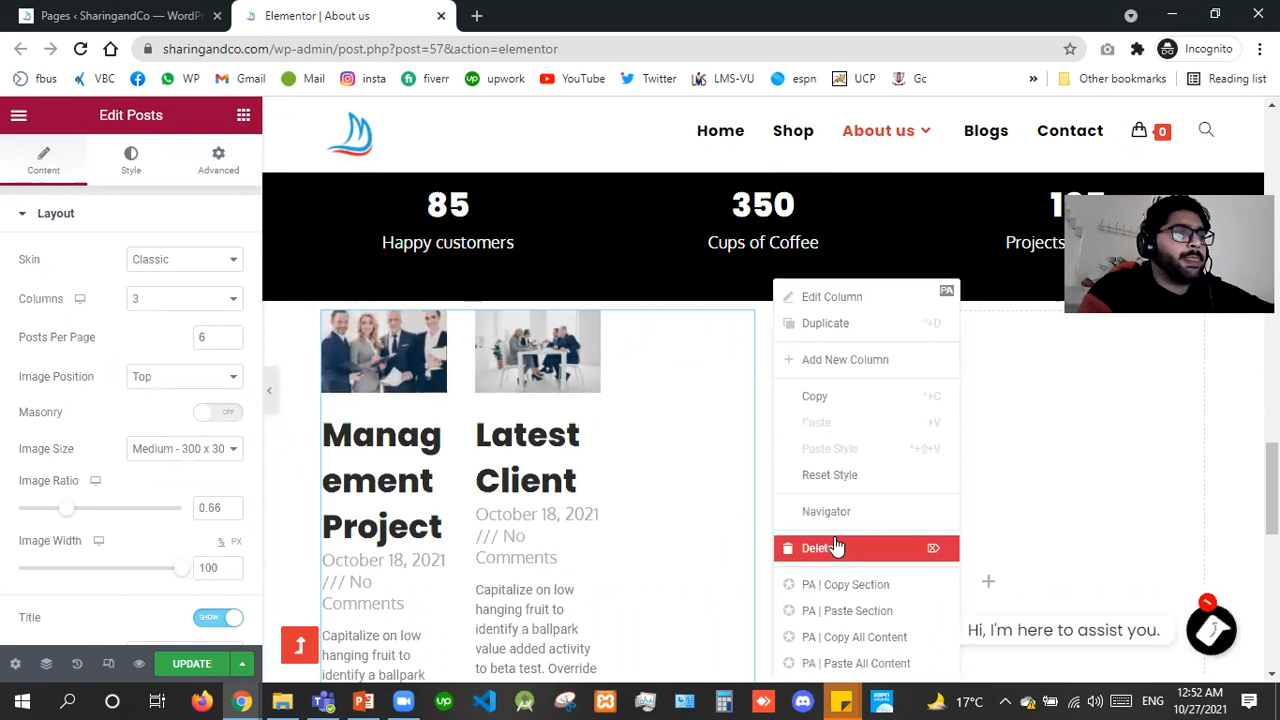 Pages ‹ SharingandCo — WordPr
Elementor | About us
sharingandco.com/wp-admin/post.php?post=57&action=elementor
Incognito
fbus
VBC
WP
Gmail
Mail
insta
fiverr
upwork
YouTube
Twitter
LMS-VU
espn
UCP
Gc
»
Other bookmarks
Reading list
Edit Posts
Content
Style
Advanced
Layout
Skin
Classic
Columns
3
Posts Per Page
6
Image Position
Top
Masonry
OFF
Image Size
Medium - 300 x 30
Image Ratio
0.66
Image Width
% PX
100
Title
SHOW
UPDATE
Home
Shop
About us
Blogs
Contact
0
85
Happy customers
350
Cups of Coffee
Projects
Manag
ement
Project
October 18, 2021
/// No
Comments
Capitalize on low
hanging fruit to
identify a ballpark
Latest
Client
October 18, 2021
/// No
Comments
Capitalize on low
hanging fruit to
identify a ballpark
value added activity
to beta test. Override
PA
Edit Column
Duplicate ^+D
Add New Column
Copy ^+C
Paste ^+V
Paste Style ^+⇧+V
Reset Style
Navigator
Delete
PA | Copy Section
PA | Paste Section
PA | Copy All Content
PA | Paste All Content
Hi, I'm here to assist you.
17°C
ENG
12:52 AM
10/27/2021